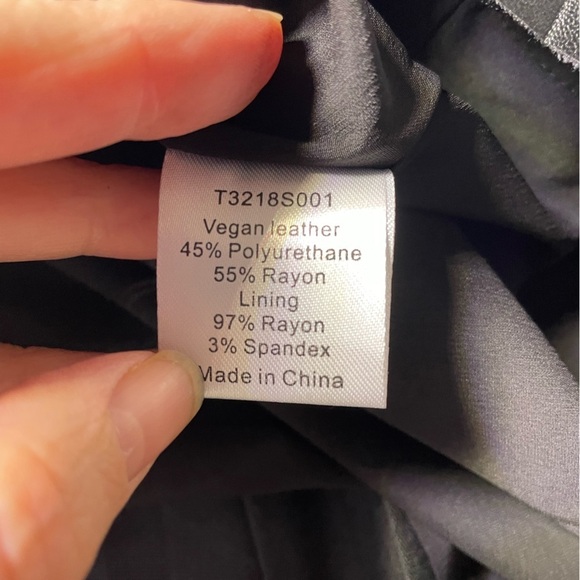 T3218S001
Vegan leather
45% Polyurethane
55% Rayon
Lining
97% Rayon
3% Spandex
Made in China